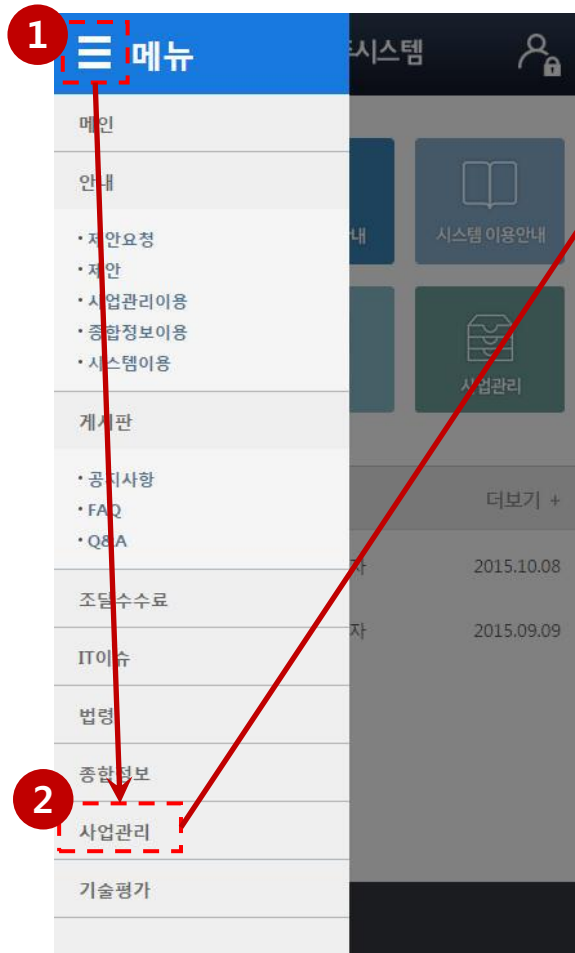 1
메뉴
시스템
메인
안내
내
시스템 이용안내
• 제안요청
• 제안
• 사업관리이용
• 종합정보이용
• 시스템이용
사업관리
게시판
• 공지사항
• FAQ
• Q&A
더보기 +
자 2015.10.08
조달수수료
자 2015.09.09
IT이슈
법령
종합정보
2
사업관리
기술평가